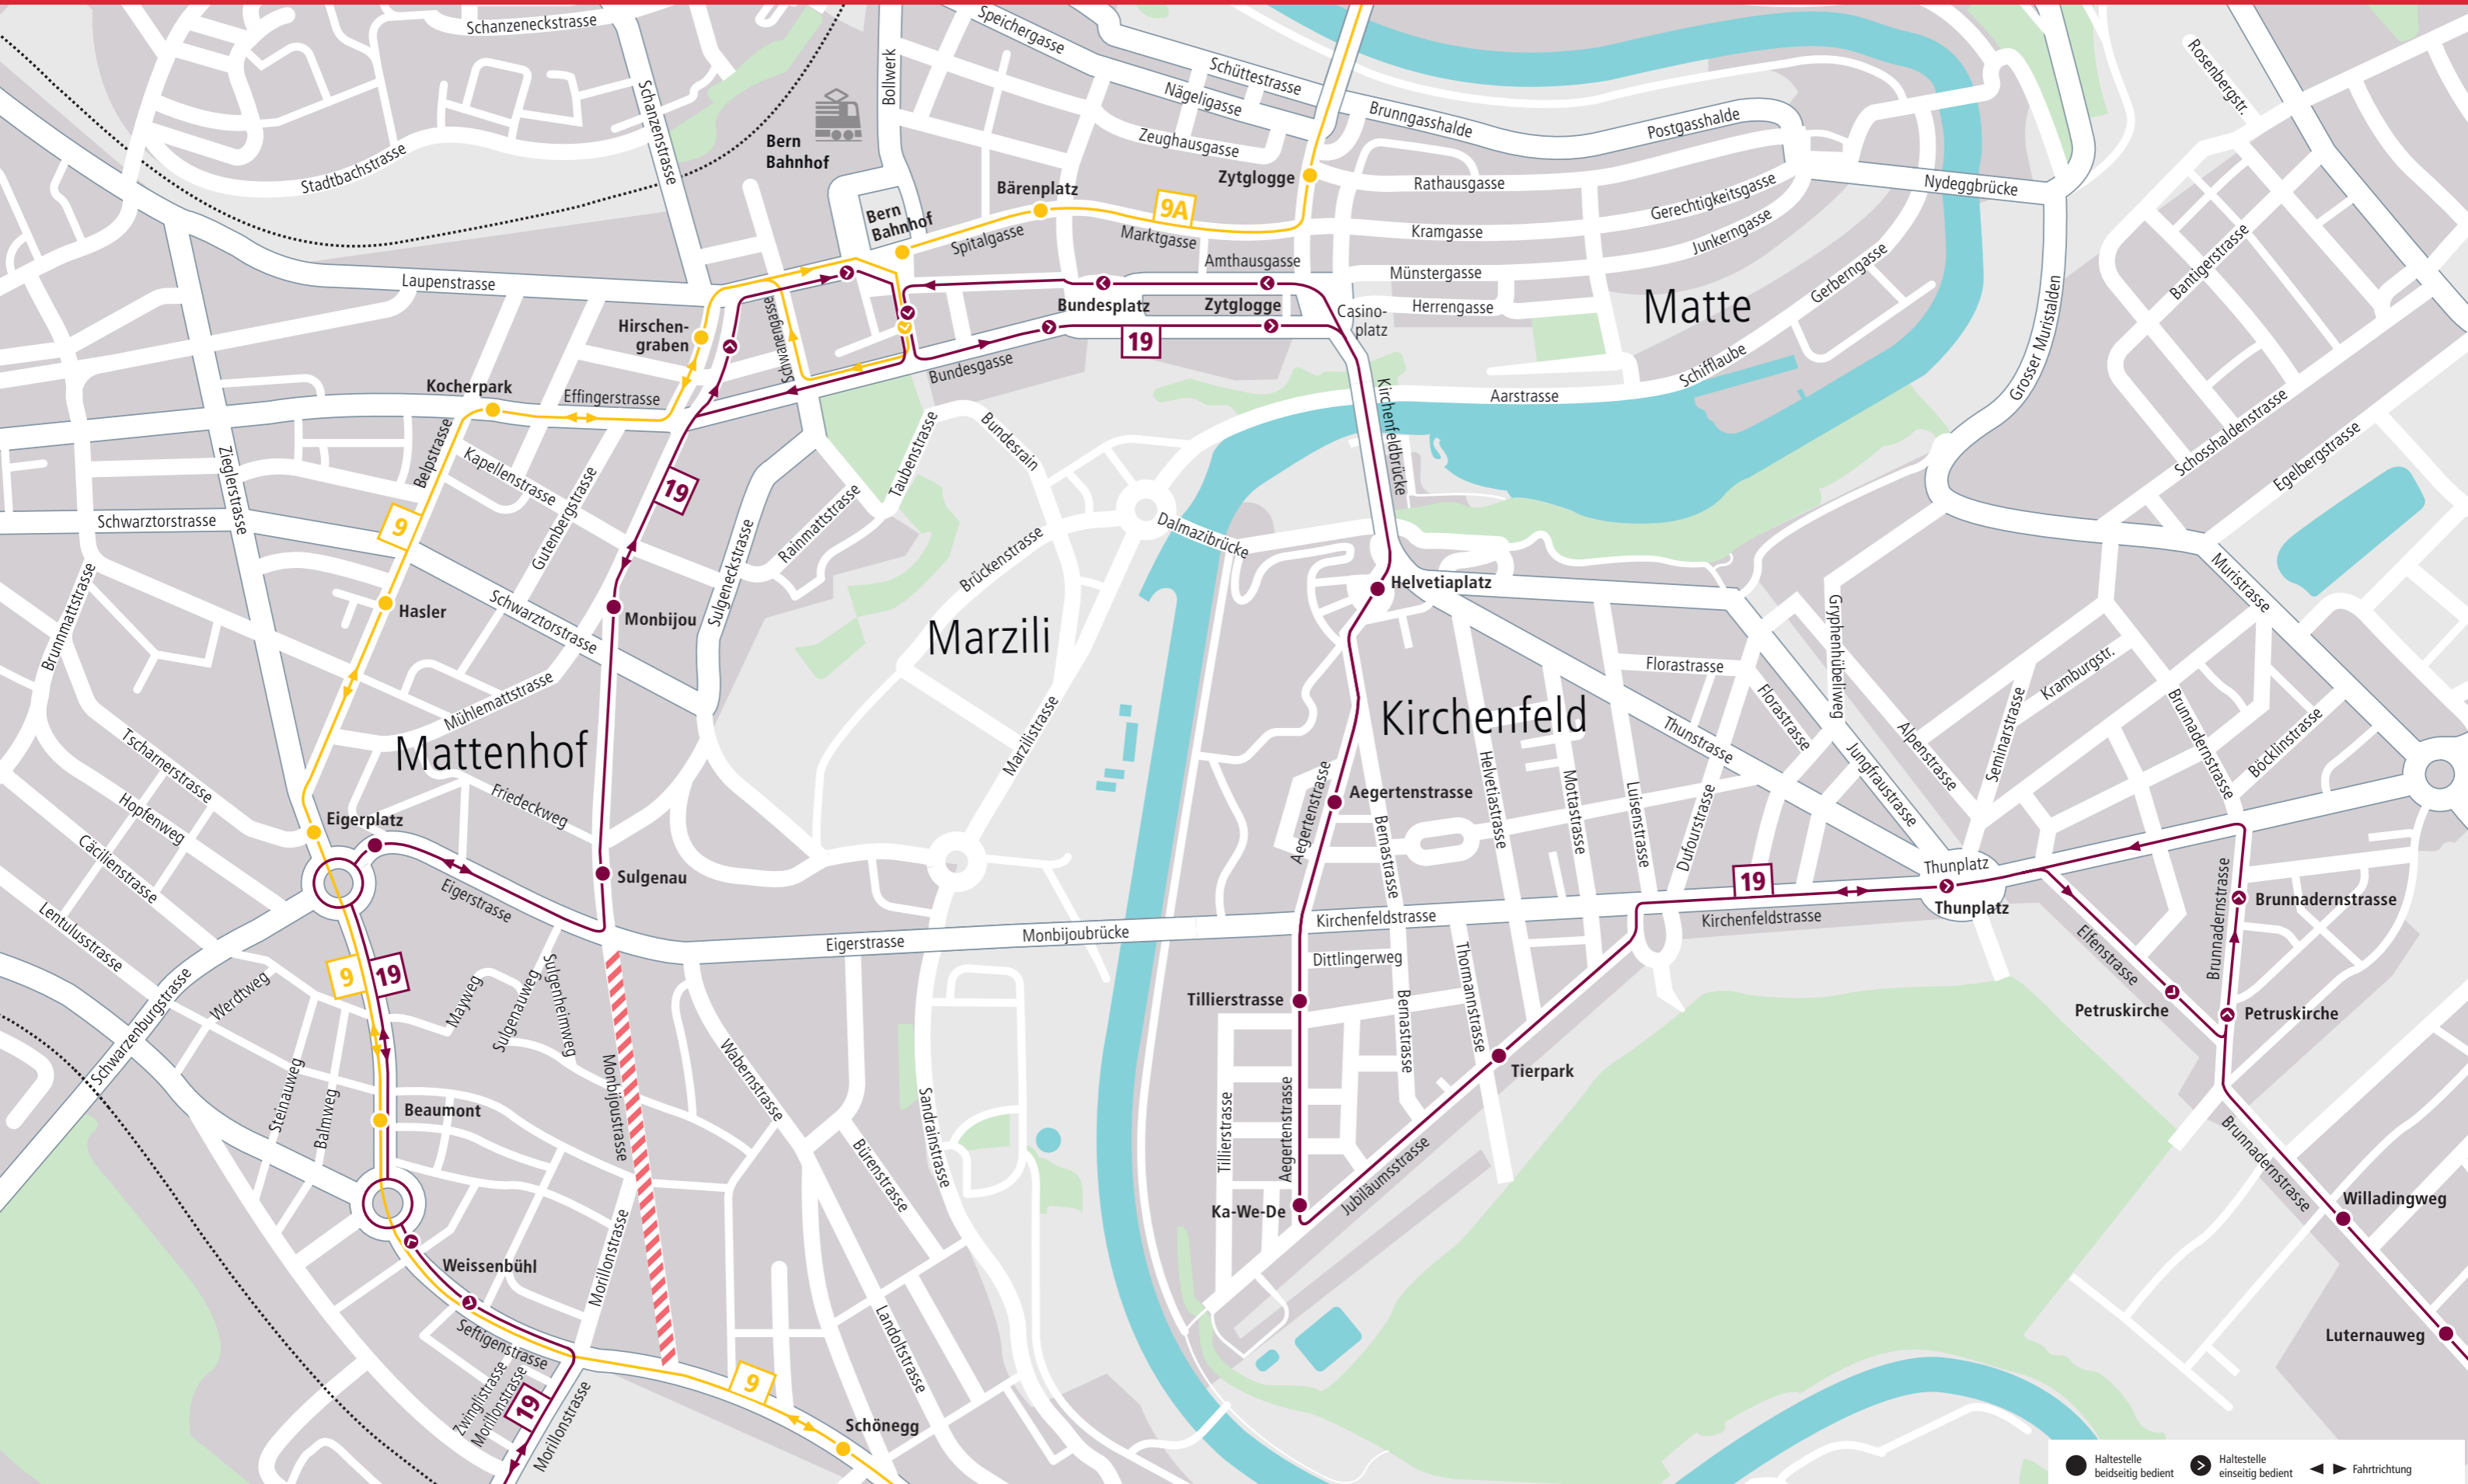 Schanzeneckstrasse
Speichergasse
Bollwerk
Schüttestrasse
Rosenbergstr.
Schanzenstrasse
Nägeligasse
Brunngasshalde
Postgasshalde
Bern
Bahnhof
Zeughausgasse
Stadtbachstrasse
Zytglogge
Rathausgasse
Nydeggbrücke
Bärenplatz
9A
Gerechtigkeitsgasse
Bern
Bahnhof
Spitalgasse
Marktgasse
Kramgasse
Junkerngasse
Bantigerstrasse
Laupenstrasse
Amthausgasse
Münstergasse
Gerberngasse
Matte
Bundesplatz
Zytglogge
Herrengasse
Casino-
platz
Grosser Muristalden
Hirschen-
graben
Schwanengasse
19
Bundesgasse
Schifflaube
Kocherpark
Effingerstrasse
Aarstrasse
Kirchenfeldbrücke
Schosshaldenstrasse
Egelbergstrasse
Belpstrasse
Kapellenstrasse
Taubenstrasse
Bundesrain
Zieglerstrasse
19
Schwarztorstrasse
9
Gutenbergstrasse
Rainmattstrasse
Sulgeneckstrasse
Dalmazibrücke
Brückenstrasse
Muristrasse
Helvetiaplatz
Brunmattstrasse
Hasler
Schwarztorstrasse
Monbijou
Marzili
Gryphenhübeliweg
Florastrasse
Florastrasse
Kramburgstr.
Seminarstrasse
Mühlemattstrasse
Marzilistrasse
Kirchenfeld
Thunstrasse
Brunnadernstrasse
Böcklinstrasse
Mattenhof
Tscharnerstrasse
Alpenstrasse
Jungfraustrasse
Helvetiastrasse
Mottastrasse
Luisenstrasse
Dufourstrasse
Hopfenweg
Friedeckweg
Aegertenstrasse
Aegertenstrasse
Eigerplatz
Bernastrasse
Cäcilienstrasse
Sulgenau
Thunplatz
19
Eigerstrasse
Thunplatz
Brunnadernstrasse
Brunnadernstrasse
Kirchenfeldstrasse
Kirchenfeldstrasse
Lentulusstrasse
Eigerstrasse
Monbijoubrücke
Elfenstrasse
Dittlingerweg
Thormannstrasse
9
19
Werdtweg
Mayweg
Sulgenauweg
Sulgenheimweg
Schwarzenburgstrasse
Tillierstrasse
Bernastrasse
Petruskirche
Petruskirche
Monbijoustrasse
Wabernstrasse
Tierpark
Steinauweg
Balmweg
Beaumont
Sandrainstrasse
Tillierstrasse
Aegertenstrasse
Bürenstrasse
Jubiläumsstrasse
Brunnadernstrasse
Ka-We-De
Willadingweg
Weissenbühl
Morillonstrasse
Seftigenstrasse
Landoltstrasse
Luternauweg
Zwinglistrasse
Morillonstrasse
19
9
Morillonstrasse
Schönegg
Haltestelle
beidseitig bedient
Haltestelle
einseitig bedient
Fahrtrichtung